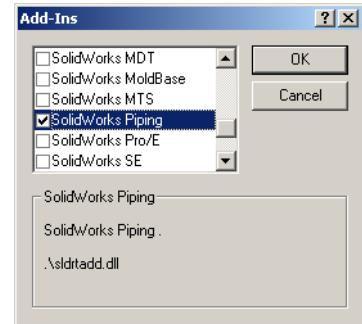 Add-Ins
SolidWorks MDT
SolidWorks MoldBase
SolidWorks MTS
SolidWorks Piping
SolidWorks Pro/E
SolidWorks SE
OK
Cancel
SolidWorks Piping
SolidWorks Piping .
.\sldrtadd.dll